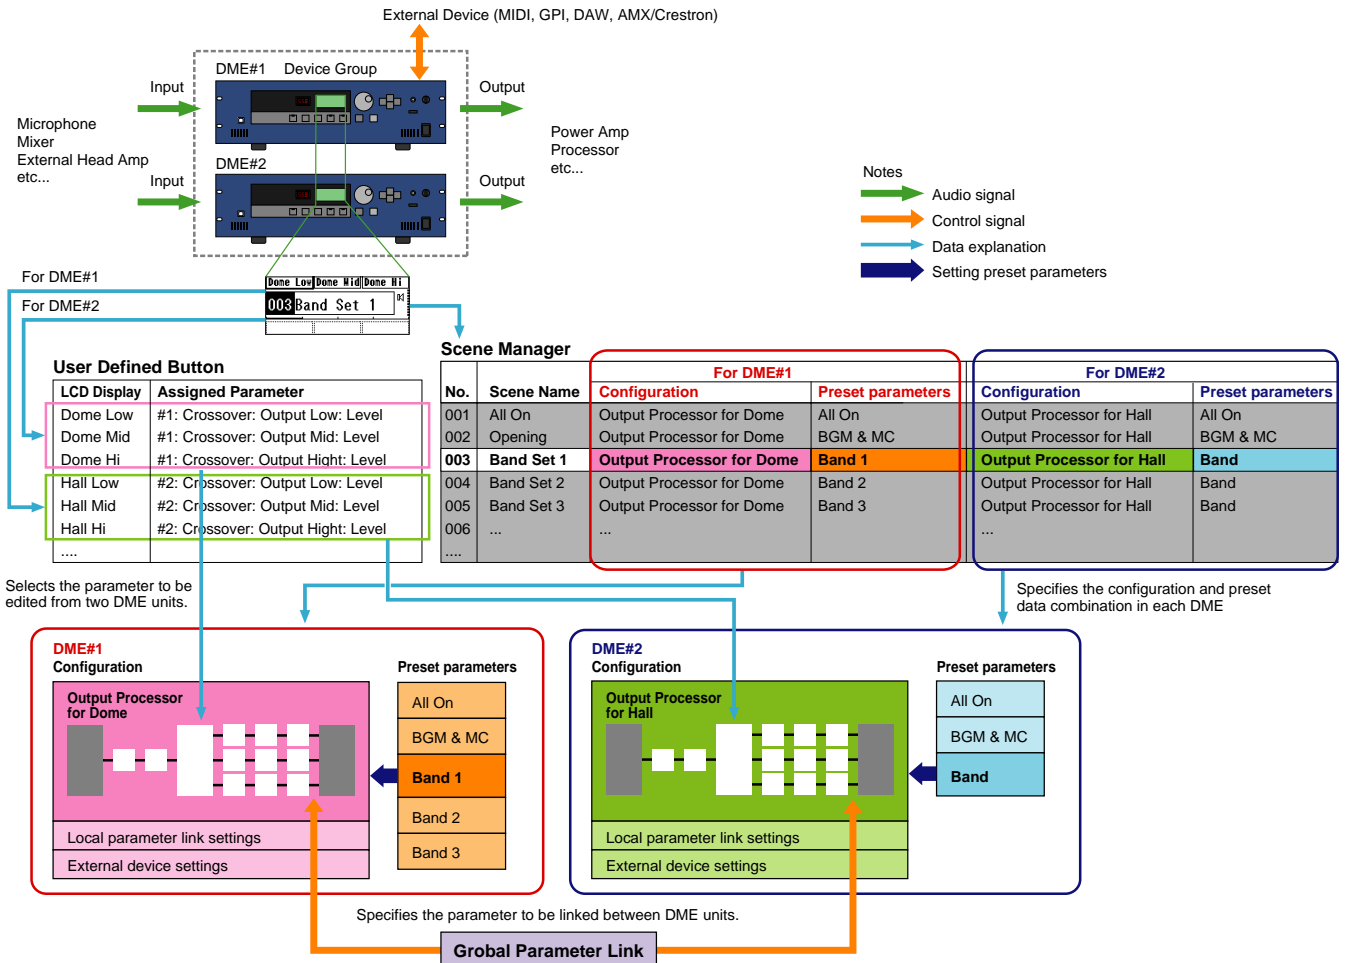 External Device (MIDI, GPI, DAW, AMX/Crestron)
DME#1 Device Group
Input
Output
Microphone
Mixer
External Head Amp
etc...
Power Amp
Processor
etc...
DME#2
Input
Output
Notes
Audio signal
Control signal
Data explanation
Setting preset parameters
For DME#1
For DME#2
Dome Low Dome Mid Dome Hi
003 Band Set 1
User Defined Button
LCD Display Assigned Parameter
Dome Low #1: Crossover: Output Low: Level
Dome Mid #1: Crossover: Output Mid: Level
Dome Hi #1: Crossover: Output Hight: Level
Hall Low #2: Crossover: Output Low: Level
Hall Mid #2: Crossover: Output Mid: Level
Hall Hi #2: Crossover: Output Hight: Level
....
Scene Manager
For DME#1 For DME#2
No. Scene Name Configuration Preset parameters Configuration Preset parameters
001 All On Output Processor for Dome All On Output Processor for Hall All On
002 Opening Output Processor for Dome BGM & MC Output Processor for Hall BGM & MC
003 Band Set 1 Output Processor for Dome Band 1 Output Processor for Hall Band
004 Band Set 2 Output Processor for Dome Band 2 Output Processor for Hall Band
005 Band Set 3 Output Processor for Dome Band 3 Output Processor for Hall Band
006 ... ... ...
....
Selects the parameter to be
edited from two DME units.
Specifies the configuration and preset
data combination in each DME
DME#1
Configuration
Preset parameters
Output Processor
for Dome
All On
BGM & MC
Band 1
Band 2
Band 3
Local parameter link settings
External device settings
DME#2
Configuration
Preset parameters
Output Processor
for Hall
All On
BGM & MC
Band
Local parameter link settings
External device settings
Specifies the parameter to be linked between DME units.
Grobal Parameter Link